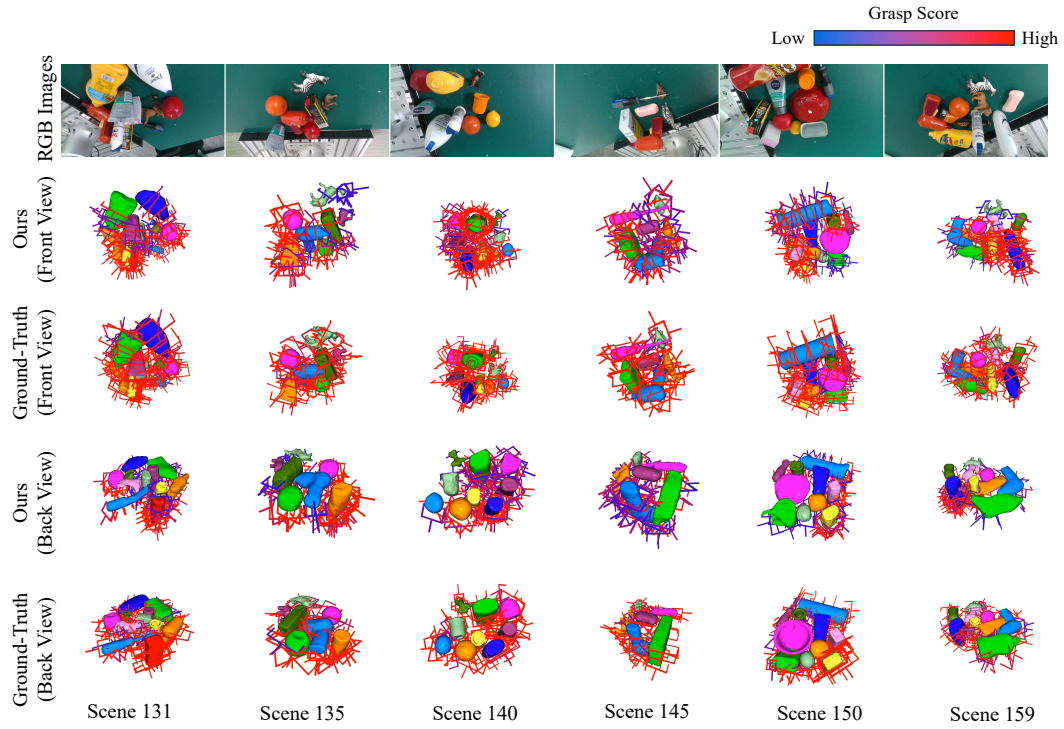 Grasp Score
Low High
RGB Images
Ours
(Front View)
Ground-Truth
(Front View)
Ours
(Back View)
Ground-Truth
(Back View)
Scene 131 Scene 135 Scene 140 Scene 145 Scene 150 Scene 159